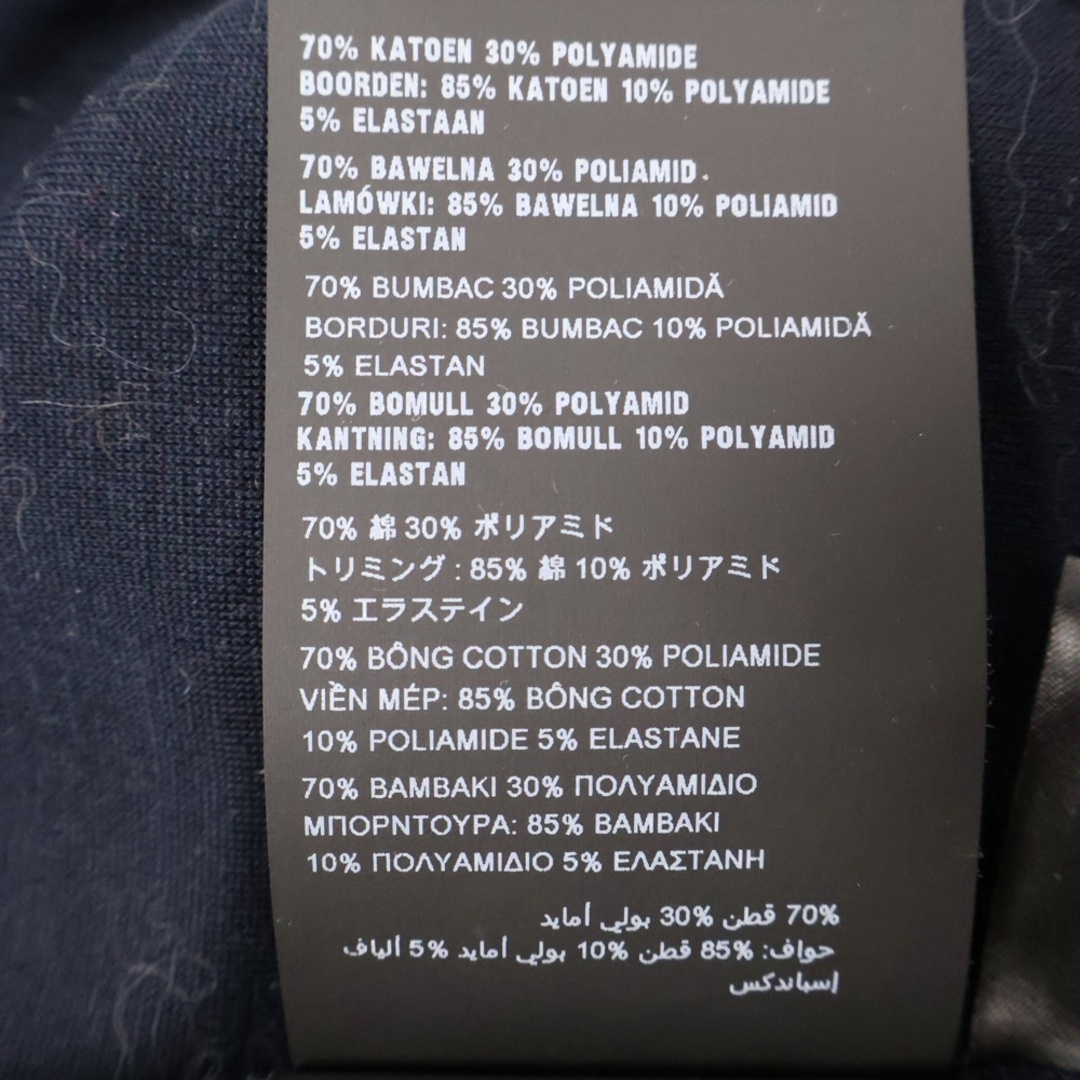 70% KATOEN 30% POLYAMIDE
BOORDEN: 85% KATOEN 10% POLYAMIDE
5% ELASTAAN
70% BAWELNA 30% POLIAMID
LAMÓWKI: 85% BAWELNA 10% POLIAMID
5% ELASTAN
70% BUMBAC 30% POLIAMIDĂ
BORDURI: 85% BUMBAC 10% POLIAMIDĂ
5% ELASTAN
70% BOMULL 30% POLYAMID
KANTNING: 85% BOMULL 10% POLYAMID
5% ELASTAN
70% 綿 30% ポリアミド
トリミング : 85% 綿 10% ポリアミド
5% エラステイン
70% BÔNG COTTON 30% POLIAMIDE
VIỀN MÉP: 85% BÔNG COTTON
10% POLIAMIDE 5% ELASTANE
70% ΒΑΜΒΑΚΙ 30% ΠΟΛΥΑΜΙΔΙΟ
ΜΠΟΡΝΤΟΥΡΑ: 85% ΒΑΜΒΑΚΙ
10% ΠΟΛΥΑΜΙΔΙΟ 5% ΕΛΑΣΤΑΝΗ
70% قطن 30% بولي أمايد
حواف: 85% قطن 10% بولي أمايد 5% ألياف
إسباندكس